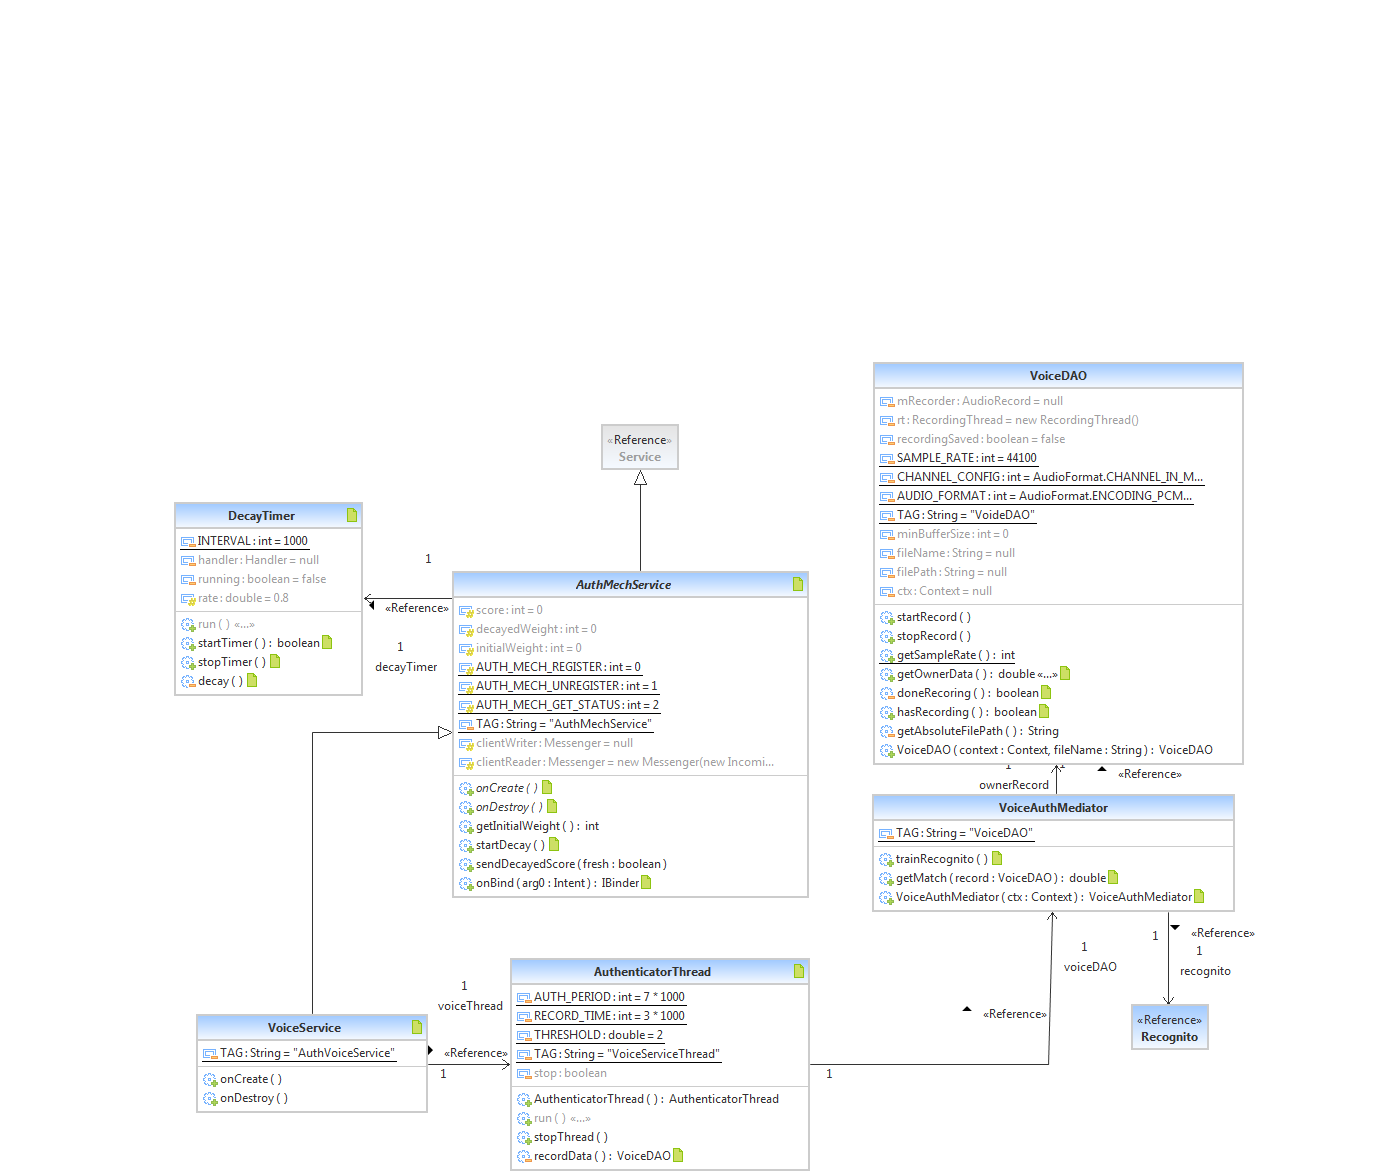 VoiceDAO
mRecorder : AudioRecord = null
rt : RecordingThread = new RecordingThread()
recordingSaved : boolean = false
SAMPLE_RATE : int = 44100
CHANNEL_CONFIG : int = AudioFormat.CHANNEL_IN_M...
AUDIO_FORMAT : int = AudioFormat.ENCODING_PCM...
TAG : String = "VoideDAO"
minBufferSize : int = 0
fileName : String = null
filePath : String = null
ctx : Context = null
startRecord ( )
stopRecord ( )
getSampleRate ( ) : int
getOwnerData ( ) : double «...»
doneRecoring ( ) : boolean
hasRecording ( ) : boolean
getAbsoluteFilePath ( ) : String
VoiceDAO ( context : Context, fileName : String ) : VoiceDAO
«Reference»
Service
DecayTimer
INTERVAL : int = 1000
handler : Handler = null
running : boolean = false
rate : double = 0.8
run ( ) «...»
startTimer ( ) : boolean
stopTimer ( )
decay ( )
1
«Reference»
1
decayTimer
AuthMechService
score : int = 0
decayedWeight : int = 0
initialWeight : int = 0
AUTH_MECH_REGISTER : int = 0
AUTH_MECH_UNREGISTER : int = 1
AUTH_MECH_GET_STATUS : int = 2
TAG : String = "AuthMechService"
clientWriter : Messenger = null
clientReader : Messenger = new Messenger(new Incomi...
onCreate ( )
onDestroy ( )
getInitialWeight ( ) : int
startDecay ( )
sendDecayedScore ( fresh : boolean )
onBind ( arg0 : Intent ) : IBinder
1
1
«Reference»
ownerRecord
VoiceAuthMediator
TAG : String = "VoiceDAO"
trainRecognito ( )
getMatch ( record : VoiceDAO ) : double
VoiceAuthMediator ( ctx : Context ) : VoiceAuthMediator
1
«Reference»
1
recognito
1
voiceDAO
«Reference»
1
«Reference»
Recognito
AuthenticatorThread
AUTH_PERIOD : int = 7 * 1000
RECORD_TIME : int = 3 * 1000
THRESHOLD : double = 2
TAG : String = "VoiceServiceThread"
stop : boolean
AuthenticatorThread ( ) : AuthenticatorThread
run ( ) «...»
stopThread ( )
recordData ( ) : VoiceDAO
1
voiceThread
«Reference»
1
VoiceService
TAG : String = "AuthVoiceService"
onCreate ( )
onDestroy ( )